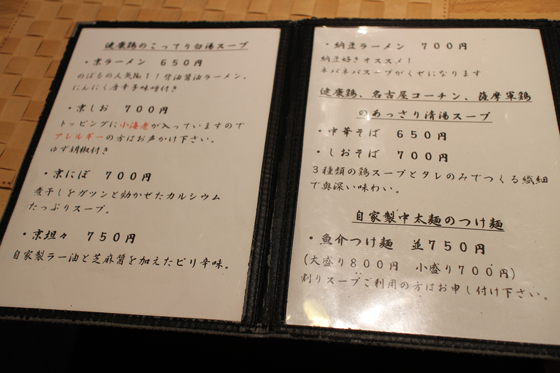 健康鶏のこってり白湯スープ
・京ラーメン 650円
のぼるの人気No1!背油醤油ラーメン。
にんにく唐辛子味噌付き
・京しお 700円
トッピングに小海老が入っていますので
アレルギーの方はお声かけ下さい。
ゆず胡椒付き
・京にぼ 700円
煮干しをグツンと効かせたカルシウム
たっぷりスープ。
・京坦々 750円
自家製ラー油と芝麻醤を加えたピリ辛味。
・納豆ラーメン 700円
納豆好きオススメ!
ネバネバスープがくせになります
健康鶏、名古屋コーチン、薩摩軍鶏
のあっさり清湯スープ
・中華そば 650円
・しおそば 700円
3種類の鶏スープとタレのみでつくる繊細
で奥深い味わい。
自家製中太麺のつけ麺
・魚介つけ麺 並750円
(大盛り800円 小盛り700円)
割りスープご利用の方はお申し付け下さい。